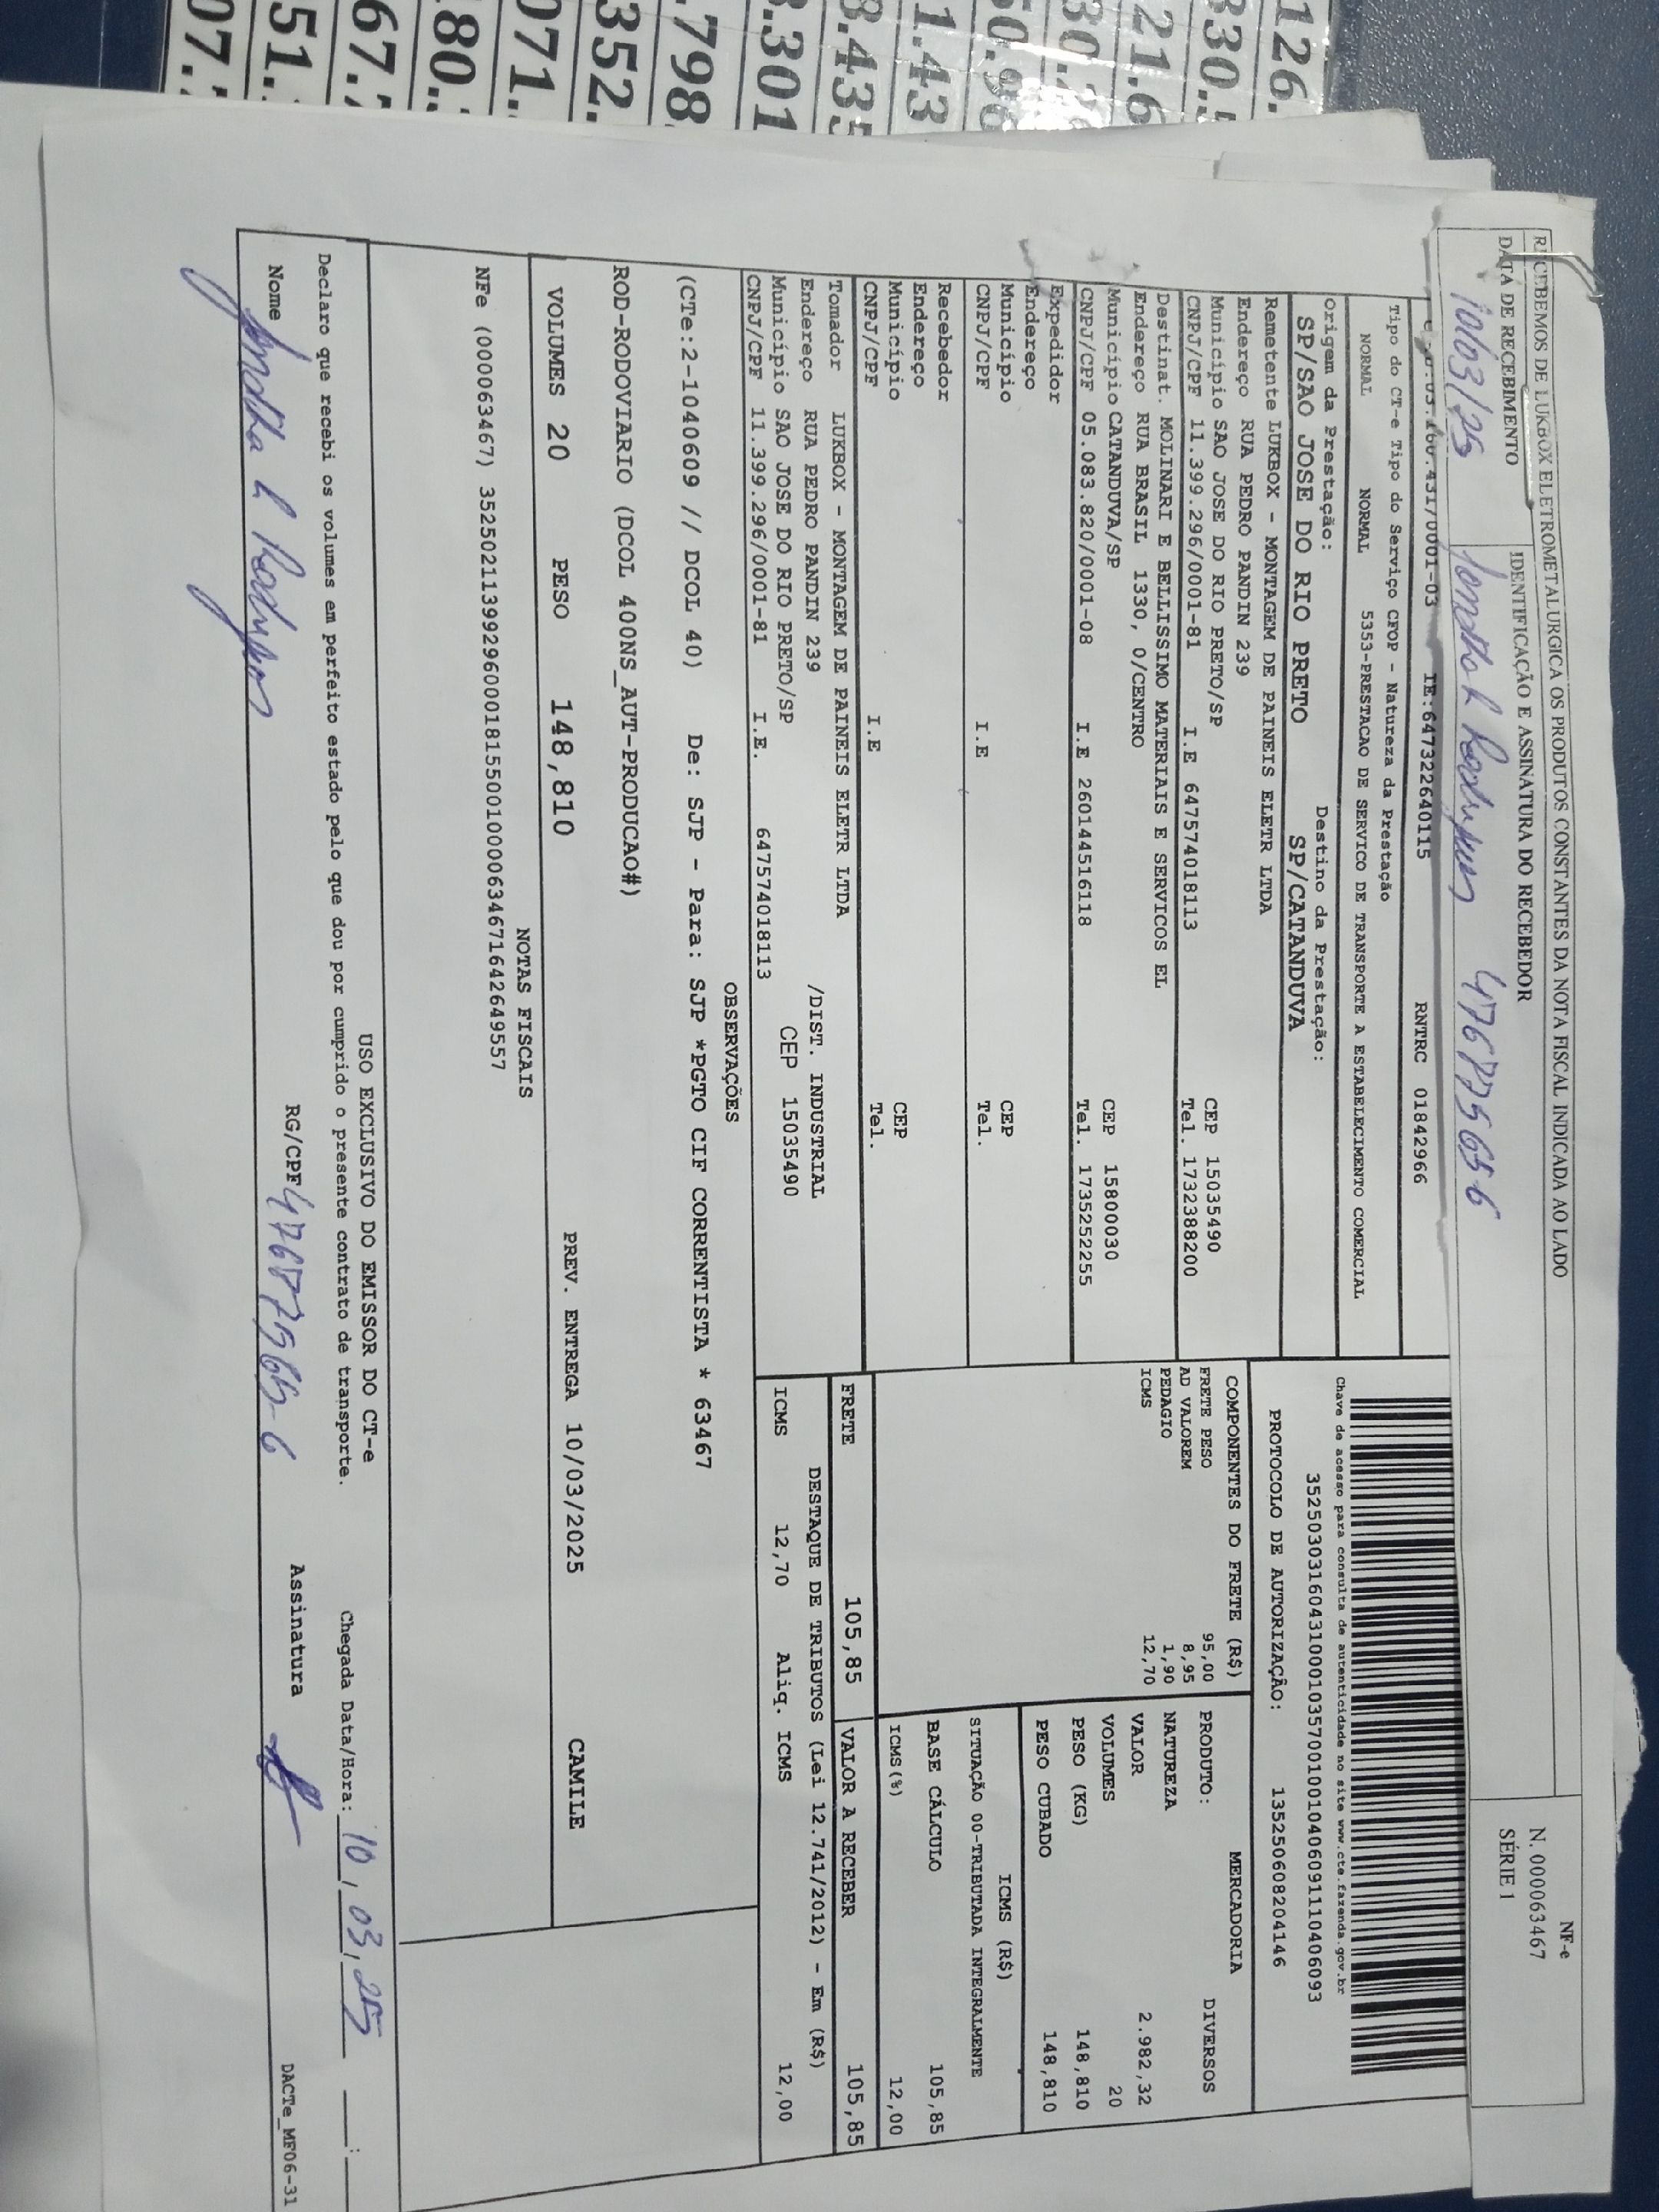 RECEBEMOS DE LUKBOX ELETROMETALURGICA OS PRODUTOS CONSTANTES DA NOTA FISCAL INDICADA AO LADO
DATA DE RECEBIMENTO
IDENTIFICAÇÃO E ASSINATURA DO RECEBEDOR
10/03/25
NF-e
N. 000063467
SÉRIE 1
IE:647322640115 RNTRC 01842966
Tipo do CT-e Tipo do Serviço CFOP - Natureza da Prestação
NORMAL NORMAL 5353-PRESTACAO DE SERVICO DE TRANSPORTE A ESTABELECIMENTO COMERCIAL
Origem da Prestação: Destino da Prestação:
SP/SAO JOSE DO RIO PRETO SP/CATANDUVA
Remetente LUKBOX - MONTAGEM DE PAINEIS ELETR LTDA
Endereço RUA PEDRO PANDIN 239
Município SAO JOSE DO RIO PRETO/SP CEP 15035490
CNPJ/CPF 11.399.296/0001-81 I.E 647574018113 Tel. 1732388200
Destinat. MOLINARI E BELLISSIMO MATERIAIS E SERVICOS EL
Endereço RUA BRASIL 1330, 0/CENTRO
Município CATANDUVA/SP CEP 15800030
CNPJ/CPF 05.083.820/0001-08 I.E 260144516118 Tel. 1735252255
Expedidor
Endereço
Município CEP
CNPJ/CPF I.E Tel.
Recebedor
Endereço
Município CEP
CNPJ/CPF I.E Tel.
Tomador LUKBOX - MONTAGEM DE PAINEIS ELETR LTDA
Endereço RUA PEDRO PANDIN 239 /DIST. INDUSTRIAL
Município SAO JOSE DO RIO PRETO/SP CEP 15035490
CNPJ/CPF 11.399.296/0001-81 I.E. 647574018113
Chave de acesso para consulta de autenticidade no site www.cte.fazenda.gov.br
35250303160431000103570010010406091110406093
PROTOCOLO DE AUTORIZAÇÃO: 135250608204146
COMPONENTES DO FRETE (R$)
FRETE PESO 95,00
AD VALOREM 8,95
PEDAGIO 1,90
ICMS 12,70
MERCADORIA
PRODUTO: DIVERSOS
NATUREZA
VALOR 2.982,32
VOLUMES 20
PESO (KG) 148,810
PESO CUBADO 148,810
ICMS (R$)
SITUAÇÃO 00-TRIBUTADA INTEGRALMENTE
BASE CÁLCULO 105,85
ICMS(%) 12,00
FRETE 105,85 VALOR A RECEBER 105,85
DESTAQUE DE TRIBUTOS (Lei 12.741/2012) - Em (R$)
ICMS 12,70 Aliq. ICMS 12,00
OBSERVAÇÕES
(CTe:2-1040609 // DCOL 40) De: SJP - Para: SJP *PGTO CIF CORRENTISTA * 63467
ROD-RODOVIARIO (DCOL 400NS_AUT-PRODUCAO#)
VOLUMES 20 PESO 148,810 PREV. ENTREGA 10/03/2025 CAMILE
NOTAS FISCAIS
NFe (000063467) 35250211399296000181550010000634671642649557
USO EXCLUSIVO DO EMISSOR DO CT-e
Declaro que recebi os volumes em perfeito estado pelo que dou por cumprido o presente contrato de transporte. Chegada Data/Hora: 10,03,25
Nome RG/CPF Assinatura
DACTe_MF06-31